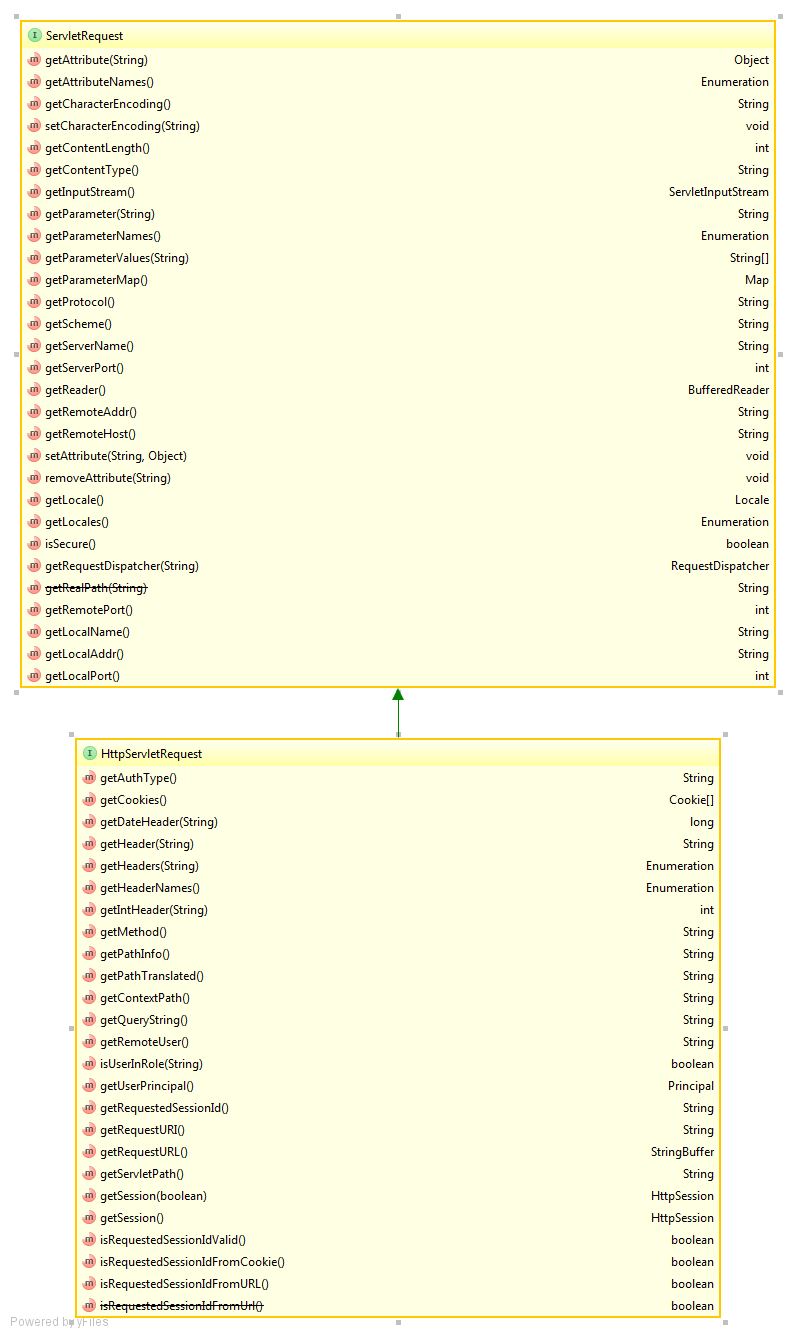 I ServletRequest
m getAttribute(String) Object
m getAttributeNames() Enumeration
m getCharacterEncoding() String
m setCharacterEncoding(String) void
m getContentLength() int
m getContentType() String
m getInputStream() ServletInputStream
m getParameter(String) String
m getParameterNames() Enumeration
m getParameterValues(String) String[]
m getParameterMap() Map
m getProtocol() String
m getScheme() String
m getServerName() String
m getServerPort() int
m getReader() BufferedReader
m getRemoteAddr() String
m getRemoteHost() String
m setAttribute(String, Object) void
m removeAttribute(String) void
m getLocale() Locale
m getLocales() Enumeration
m isSecure() boolean
m getRequestDispatcher(String) RequestDispatcher
m getRealPath(String) String
m getRemotePort() int
m getLocalName() String
m getLocalAddr() String
m getLocalPort() int
I HttpServletRequest
m getAuthType() String
m getCookies() Cookie[]
m getDateHeader(String) long
m getHeader(String) String
m getHeaders(String) Enumeration
m getHeaderNames() Enumeration
m getIntHeader(String) int
m getMethod() String
m getPathInfo() String
m getPathTranslated() String
m getContextPath() String
m getQueryString() String
m getRemoteUser() String
m isUserInRole(String) boolean
m getUserPrincipal() Principal
m getRequestedSessionId() String
m getRequestURI() String
m getRequestURL() StringBuffer
m getServletPath() String
m getSession(boolean) HttpSession
m getSession() HttpSession
m isRequestedSessionIdValid() boolean
m isRequestedSessionIdFromCookie() boolean
m isRequestedSessionIdFromURL() boolean
m isRequestedSessionIdFromUrl() boolean
Powered by yFiles